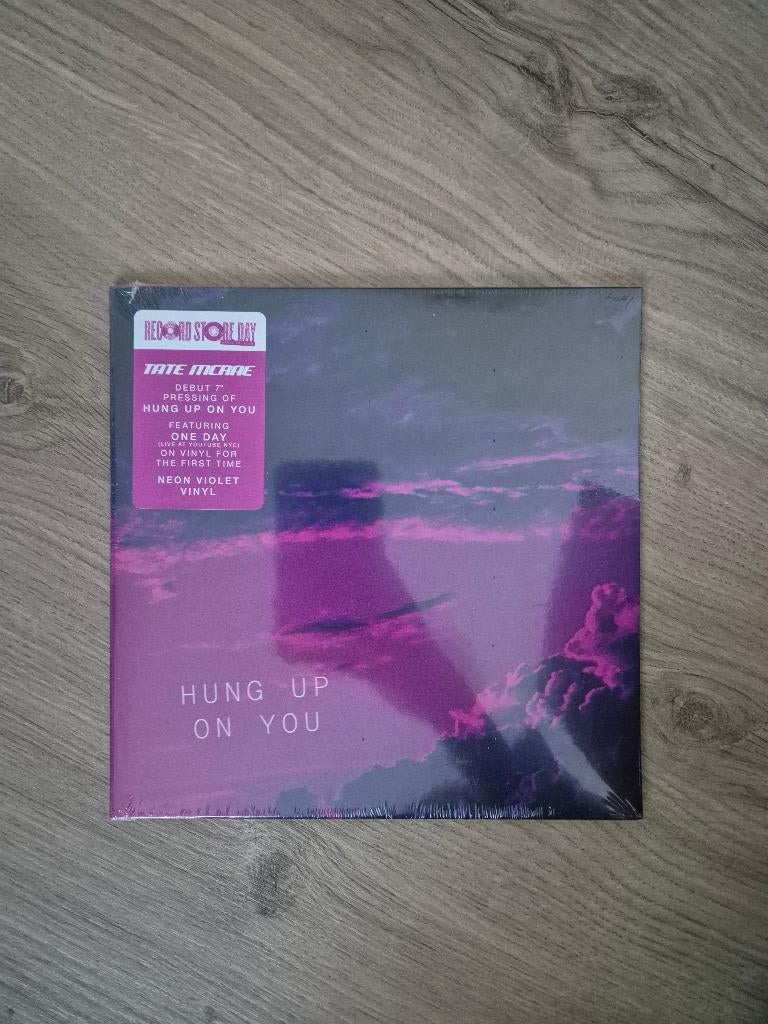 RECORD STORE DAY
TATE MCRAE
DEBUT 7"
PRESSING OF
HUNG UP ON YOU
FEATURING
ONE DAY
(LIVE AT YOUTUBE NYC)
ON VINYL FOR
THE FIRST TIME
NEON VIOLET
VINYL
HUNG UP
ON YOU